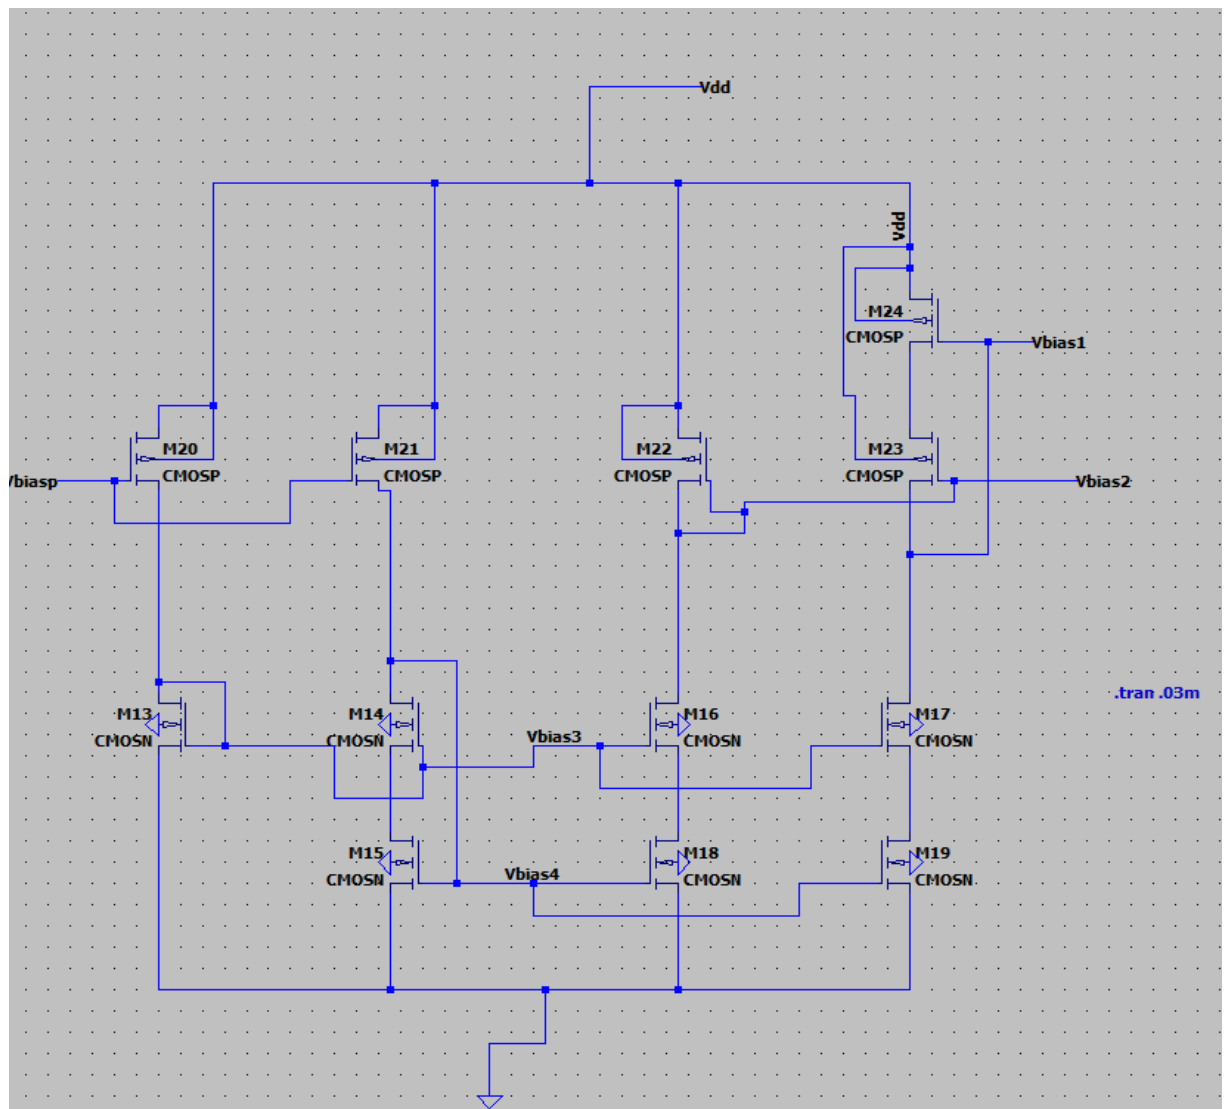 Vdd
Vdd
M24
CMOSP
Vbias1
M20
CMOSP
M21
CMOSP
M22
CMOSP
M23
CMOSP
Vbiasp
Vbias2
.tran .03m
M13
CMOSN
M14
CMOSN
Vbias3
M16
CMOSN
M17
CMOSN
M15
CMOSN
Vbias4
M18
CMOSN
M19
CMOSN